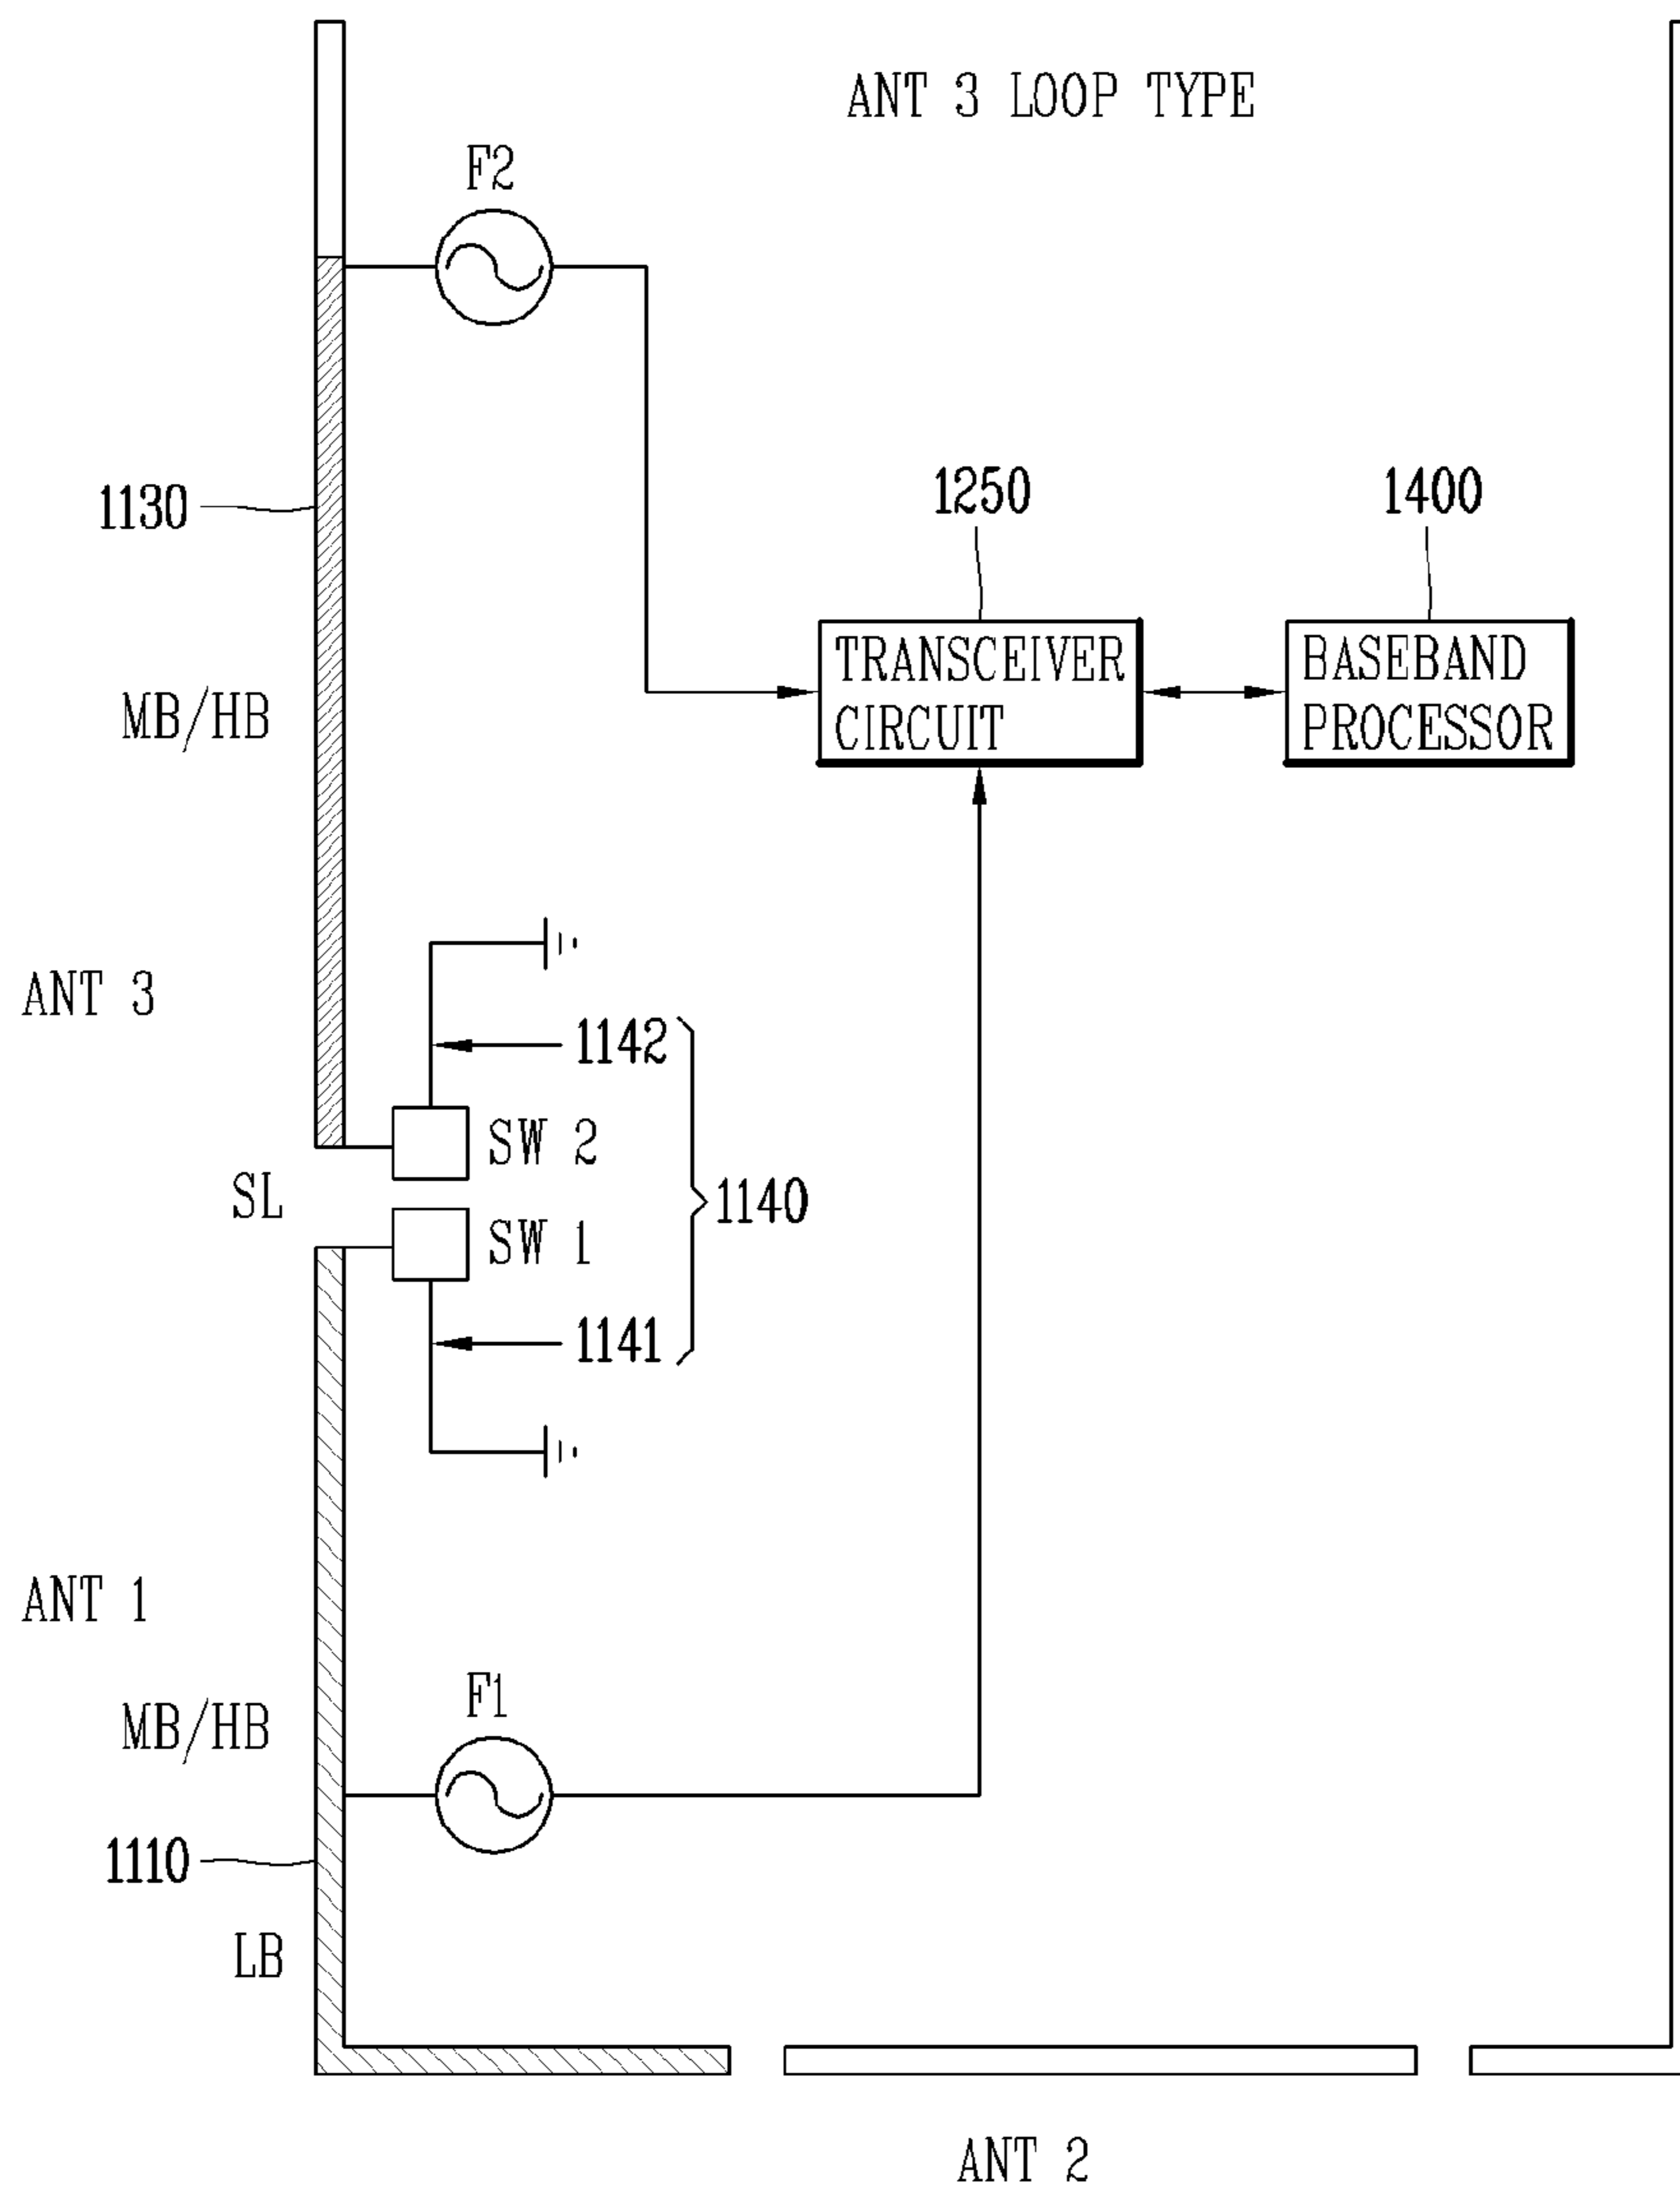 ANT 3 LOOP TYPE
F2
1130
1250
1400
TRANSCEIVER
CIRCUIT
BASEBAND
PROCESSOR
MB/HB
ANT 3
1142
SW 2
SL
1140
SW 1
1141
ANT 1
F1
MB/HB
1110
LB
ANT 2